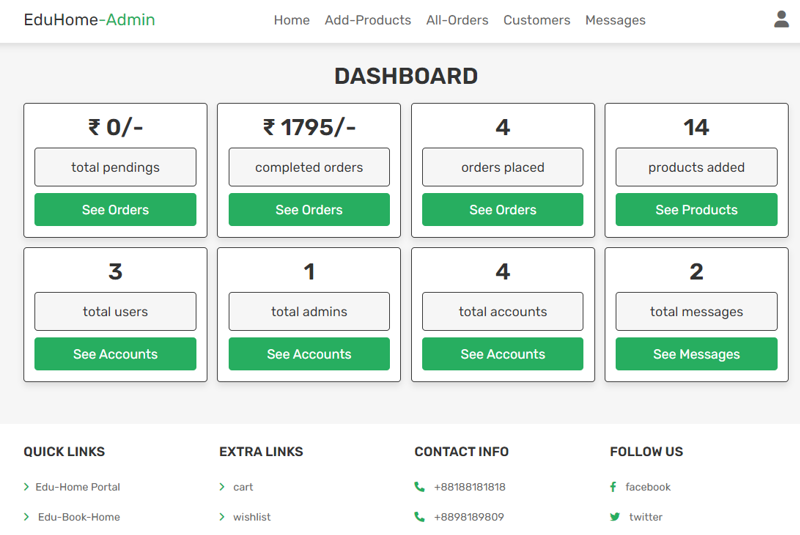 EduHome-Admin Home Add-Products All-Orders Customers Messages
DASHBOARD
₹ 0/- ₹ 1795/- 4 14
total pendings completed orders orders placed products added
See Orders See Orders See Orders See Products
3 1 4 2
total users total admins total accounts total messages
See Accounts See Accounts See Accounts See Messages
QUICK LINKS EXTRA LINKS CONTACT INFO FOLLOW US
Edu-Home Portal cart +88188181818 facebook
Edu-Book-Home wishlist +8898189809 twitter